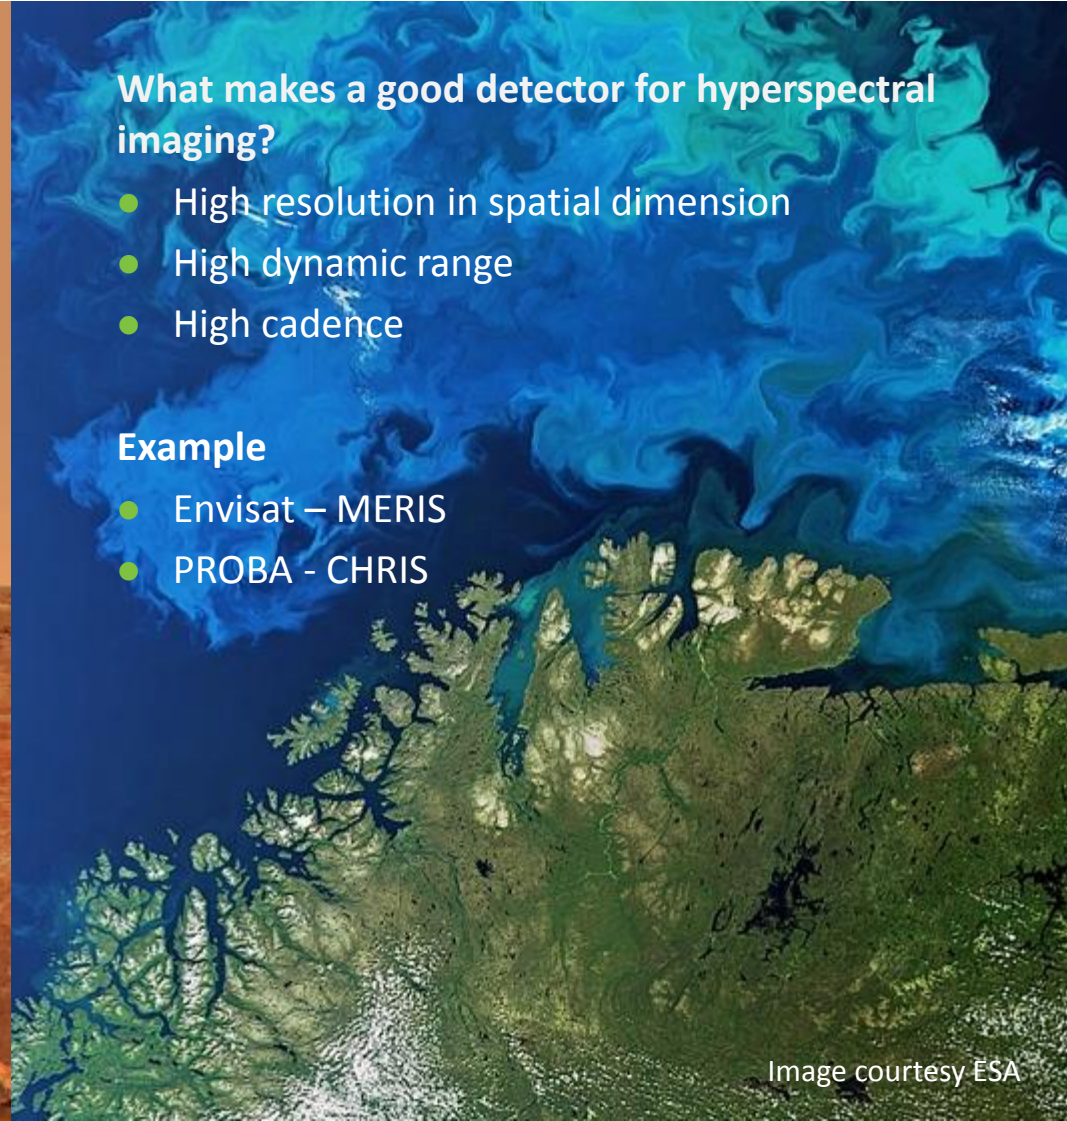 What makes a good detector for hyperspectral
imaging?
● High resolution in spatial dimension
● High dynamic range
● High cadence
Example
● Envisat – MERIS
● PROBA - CHRIS
Image courtesy ESA